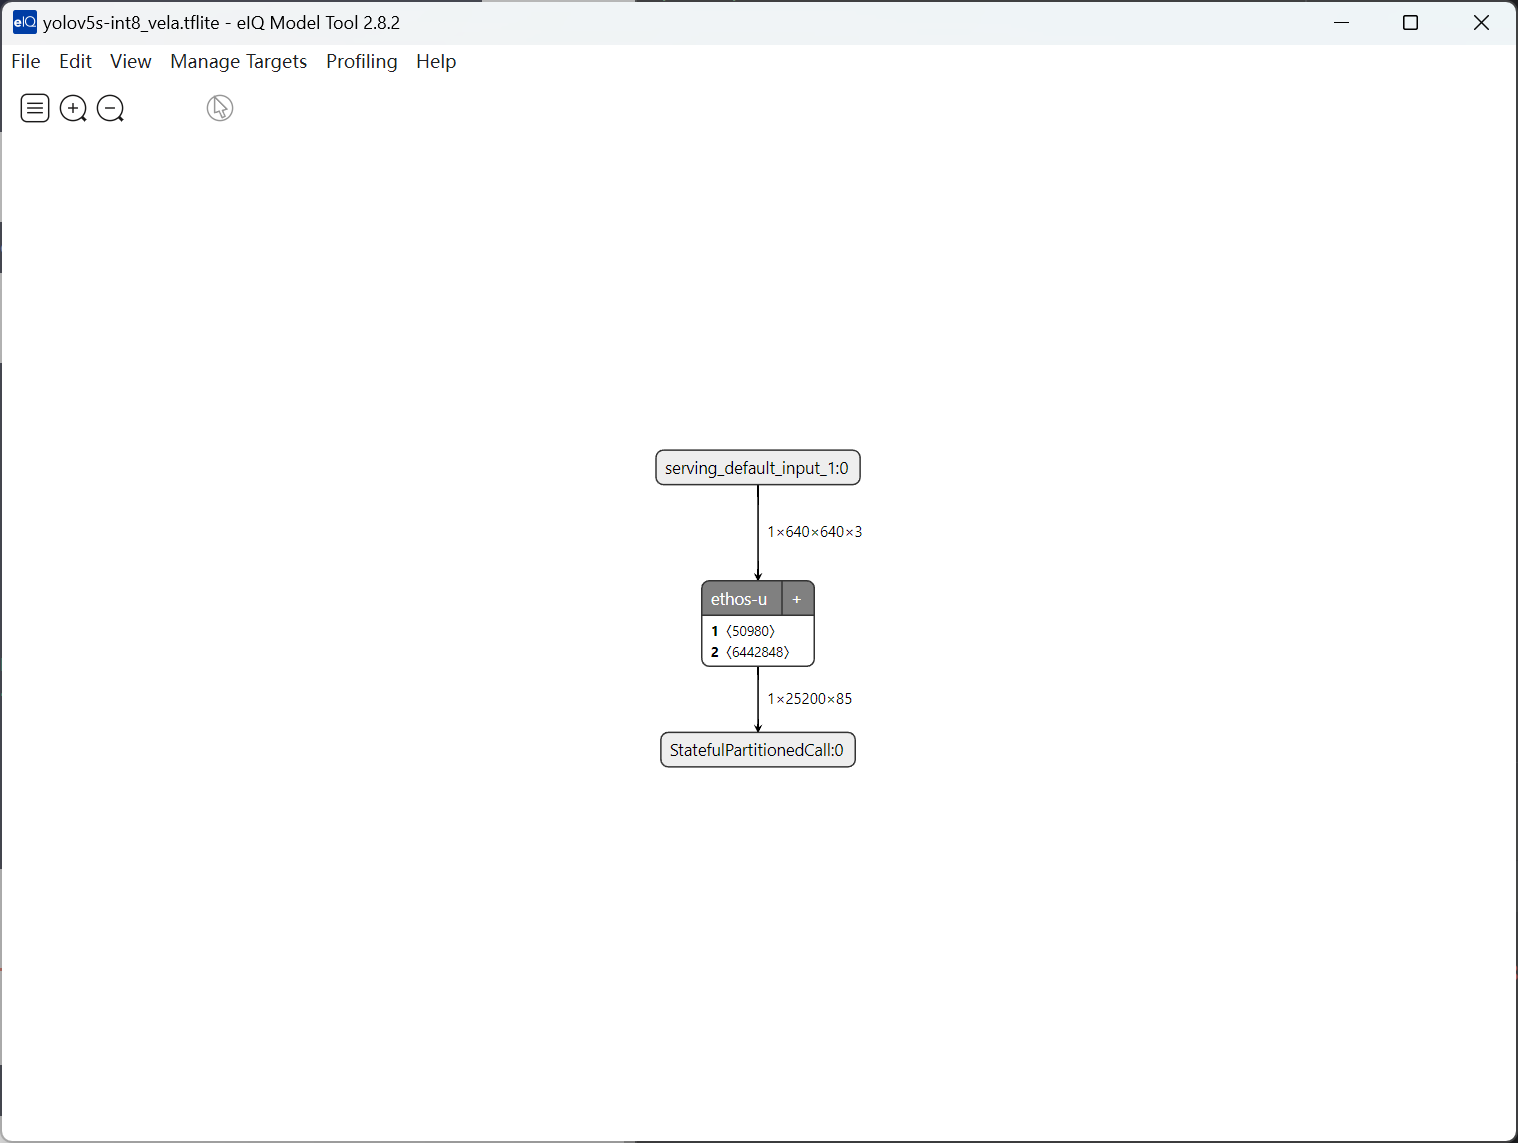 eIQ yolov5s-int8_vela.tflite - eIQ Model Tool 2.8.2
File Edit View Manage Targets Profiling Help
serving_default_input_1:0
1×640×640×3
ethos-u +
1 〈50980〉
2 〈6442848〉
1×25200×85
StatefulPartitionedCall:0